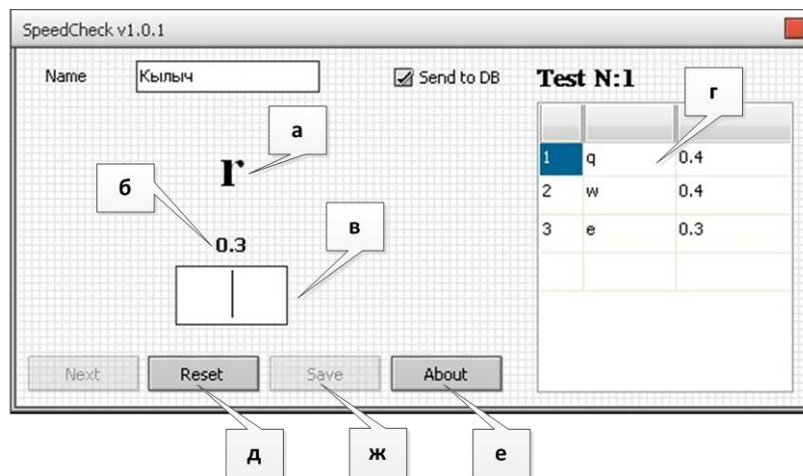 SpeedCheck v1.0.1
Name Кылыч Send to DB Test N:1
г
а
r
1 q 0.4
б
2 w 0.4
в
0.3
3 e 0.3
Next Reset Save About
д ж е